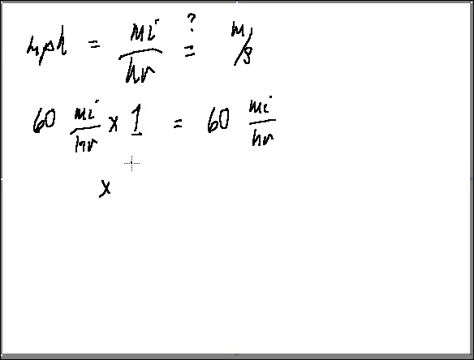 mph = mi/hr ?= m/s
60 mi/hr x 1 = 60 mi/hr
x